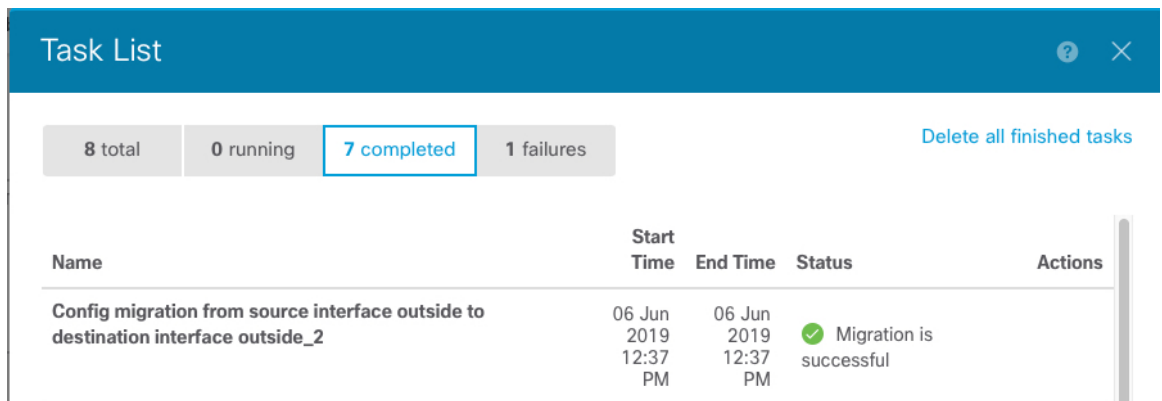 Task List
8 total
0 running
7 completed
1 failures
Delete all finished tasks
Name
Start
Time
End Time
Status
Actions
Config migration from source interface outside to
destination interface outside_2
06 Jun
2019
12:37
PM
06 Jun
2019
12:37
PM
Migration is
successful